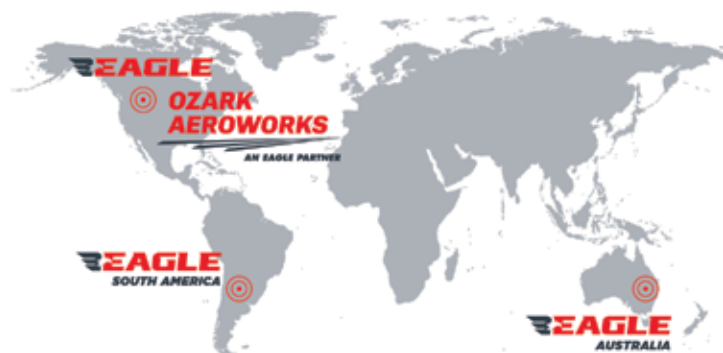 EAGLE
OZARK
AEROWORKS
AN EAGLE PARTNER
EAGLE
SOUTH AMERICA
EAGLE
AUSTRALIA